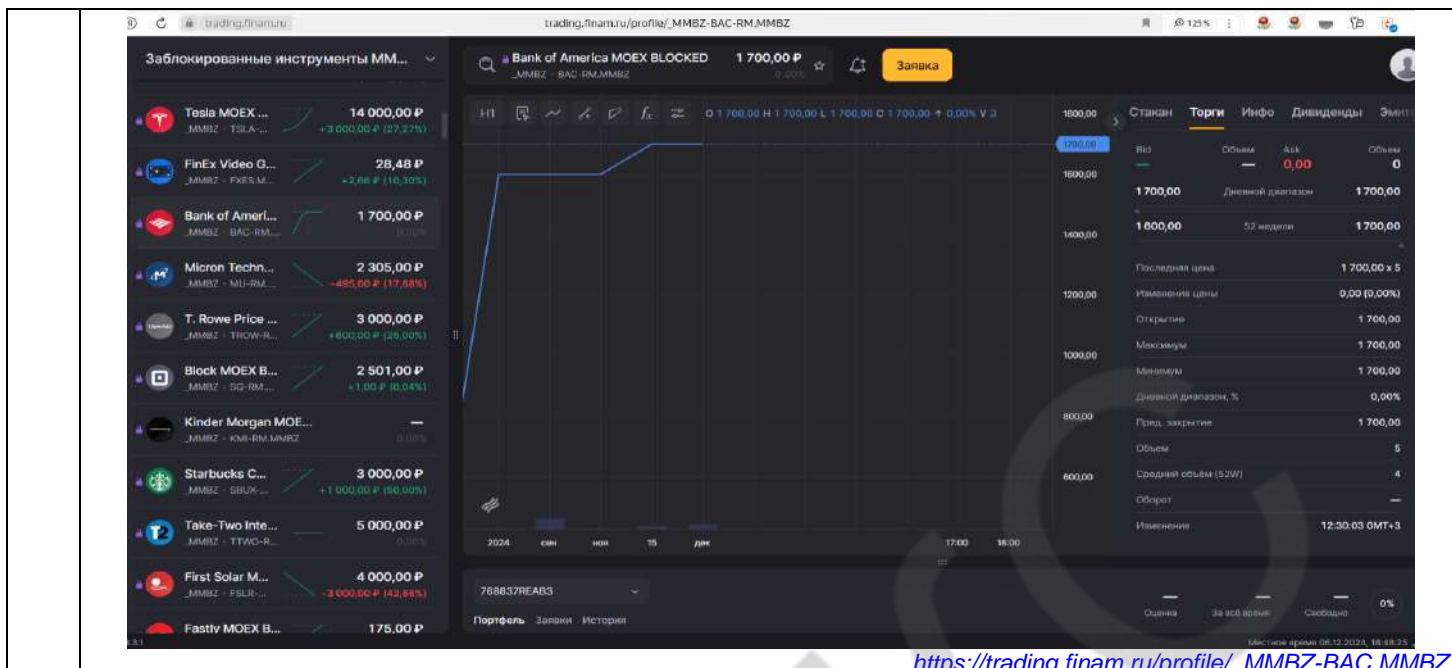 trading.finam.ru
trading.finam.ru/profile/_MMBZ-BAC-RM.MMBZ
125 %
Заблокированные инструменты ММ...
Bank of America MOEX BLOCKED 1 700,00 ₽
_MMBZ · BAC-RM.MMBZ 0,00%
Заявка
Tesla MOEX ... 14 000,00 ₽
_MMBZ · TSLA-... +3 000,00 ₽ (27,27%)
FinEx Video G... 28,48 ₽
_MMBZ · FXES.M... +2,66 ₽ (10,30%)
Bank of Ameri... 1 700,00 ₽
_MMBZ · BAC-RM.... 0,00%
Micron Techn... 2 305,00 ₽
_MMBZ · MU-RM.... -495,00 ₽ (17,68%)
T. Rowe Price ... 3 000,00 ₽
_MMBZ · TROW-R... +600,00 ₽ (25,00%)
Block MOEX B... 2 501,00 ₽
_MMBZ · SQ-RM.... +1,00 ₽ (0,04%)
Kinder Morgan MOE... —
_MMBZ · KMI-RM.MMBZ 0,00%
Starbucks C... 3 000,00 ₽
_MMBZ · SBUX-... +1 000,00 ₽ (50,00%)
Take-Two Inte... 5 000,00 ₽
_MMBZ · TTWO-R... 0,00%
First Solar M... 4 000,00 ₽
_MMBZ · FSLR-... -3 000,00 ₽ (42,86%)
Fastly MOEX B... 175,00 ₽
H1 O 1 700,00 H 1 700,00 L 1 700,00 C 1 700,00 0,00% V 3
1800,00
1700,00
1600,00
1400,00
1200,00
1000,00
800,00
600,00
2024 сен ноя 15 дек 17:00 18:00
Стакан Торги Инфо Дивиденды Эмит
Bid Объем Ask Объем
— — 0,00 0
1 700,00 Дневной диапазон 1 700,00
1 600,00 52 недели 1 700,00
Последняя цена 1 700,00 x 5
Изменение цены 0,00 (0,00%)
Открытие 1 700,00
Максимум 1 700,00
Минимум 1 700,00
Дневной диапазон, % 0,00%
Пред. закрытие 1 700,00
Объем 5
Средний объём (52W) 4
Оборот —
Изменение 12:30:03 GMT+3
768837REAB3
Портфель Заявки История
— — —
Оценка За всё время Свободно 0%
Местное время 06.12.2024, 18:48:25
https://trading.finam.ru/profile/_MMBZ-BAC.MMBZ